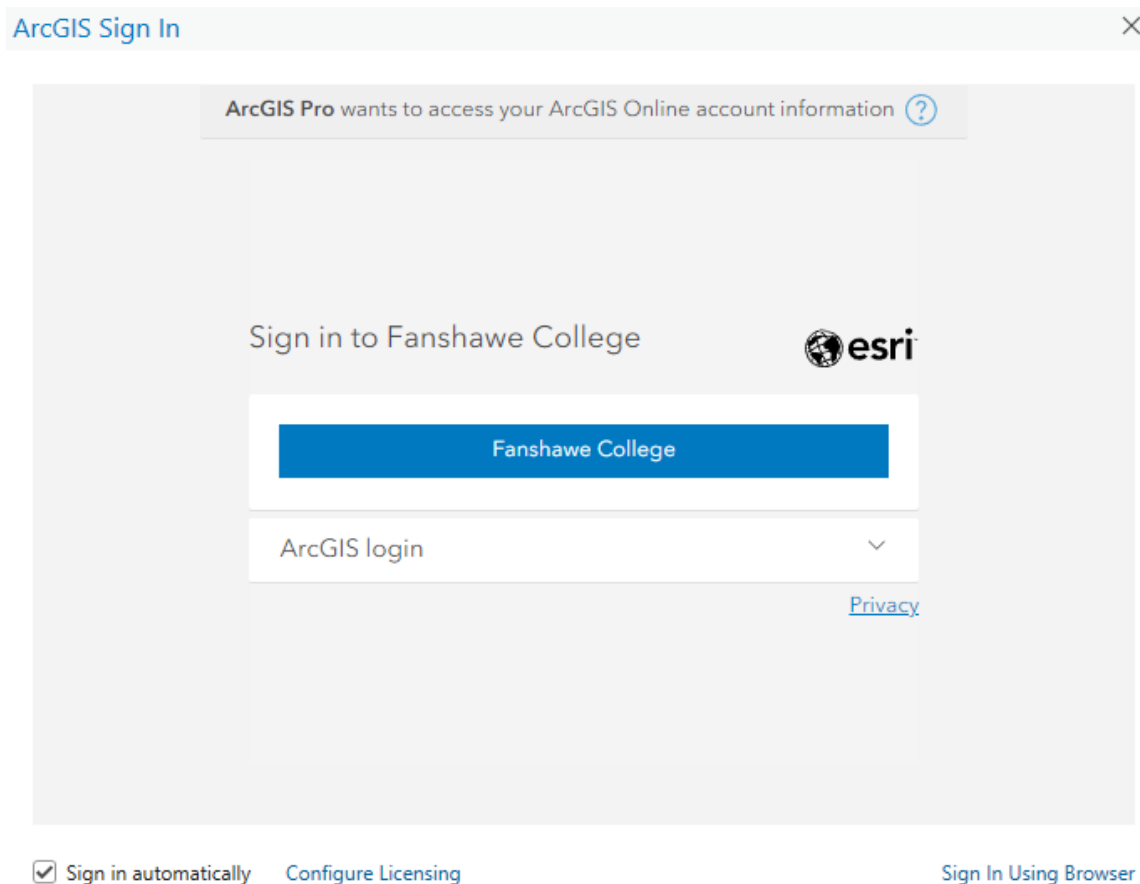 ArcGIS Sign In
ArcGIS Pro wants to access your ArcGIS Online account information ?
Sign in to Fanshawe College
esri
Fanshawe College
ArcGIS login
Privacy
Sign in automatically Configure Licensing Sign In Using Browser